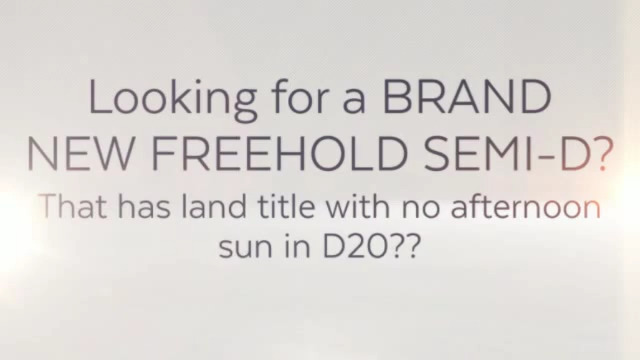 Looking for a BRAND
NEW FREEHOLD SEMI-D?
That has land title with no afternoon
sun in D20??